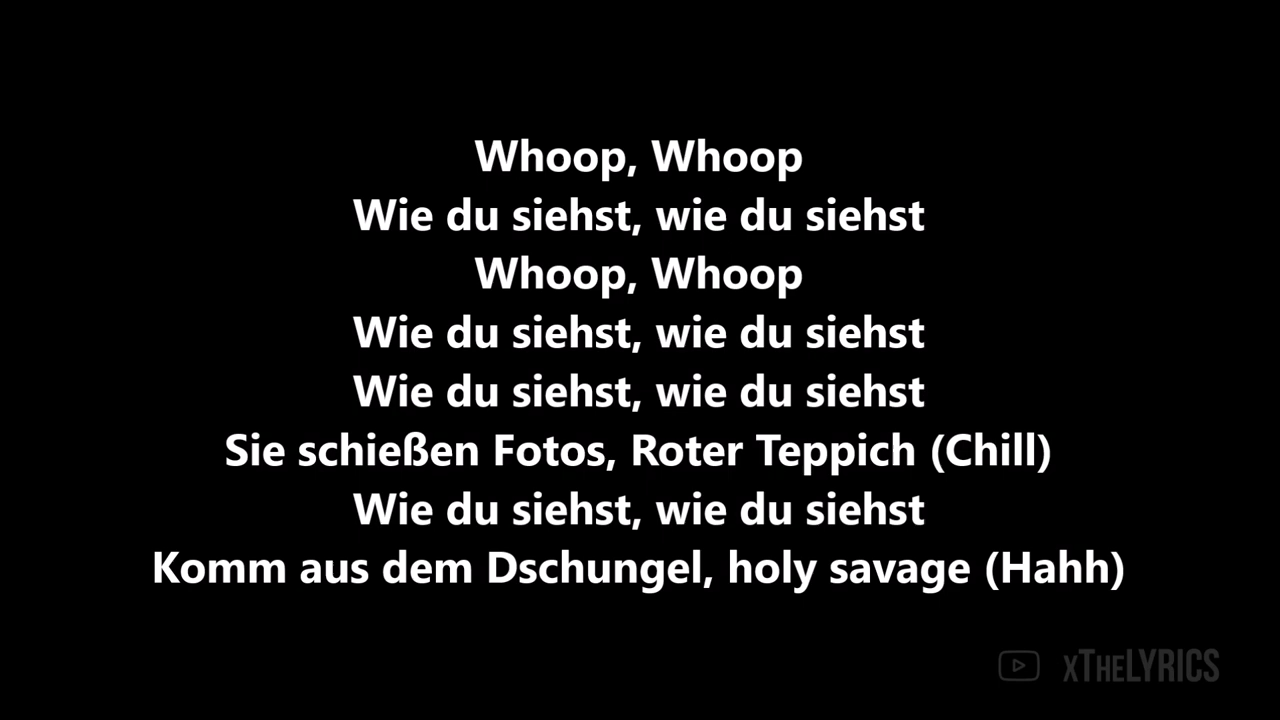 Whoop, Whoop
Wie du siehst, wie du siehst
Whoop, Whoop
Wie du siehst, wie du siehst
Wie du siehst, wie du siehst
Sie schießen Fotos, Roter Teppich (Chill)
Wie du siehst, wie du siehst
Komm aus dem Dschungel, holy savage (Hahh)
xTheLYRICS